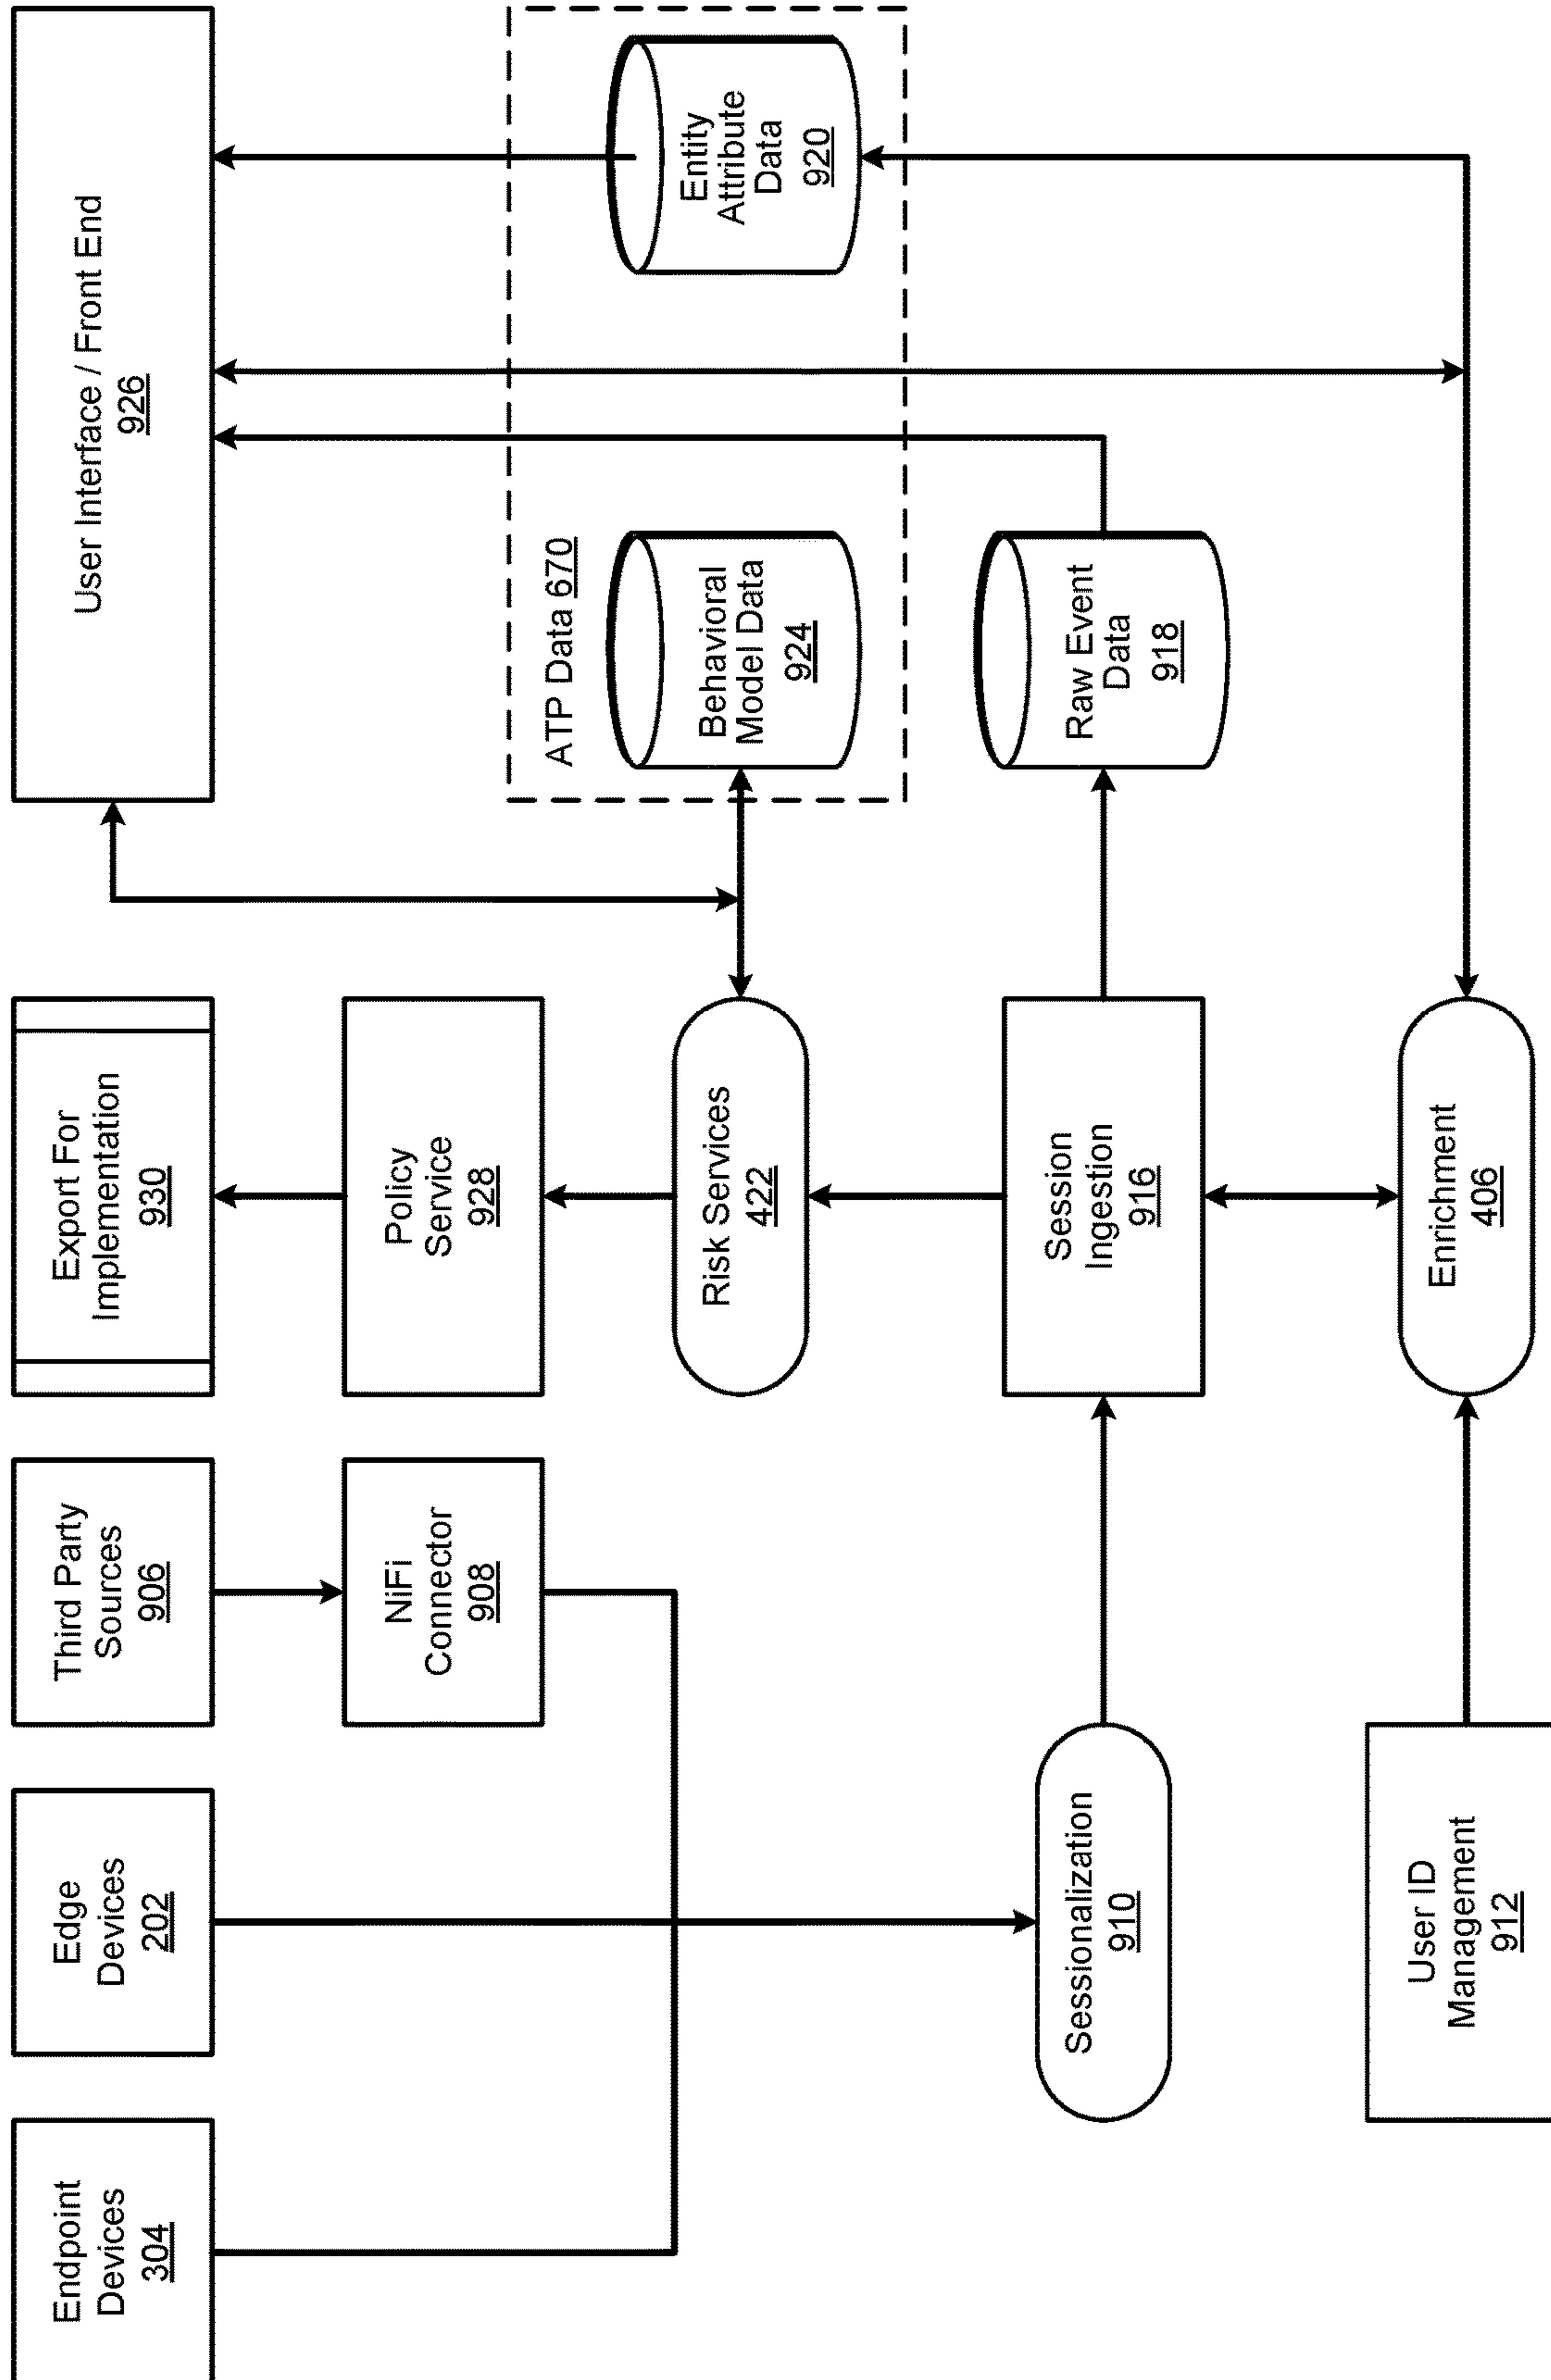 Endpoint
Devices
304
Edge
Devices
202
Third Party
Sources
906
Export For
Implementation
930
User Interface / Front End
926
NiFi
Connector
908
Policy
Service
928
ATP Data 670
Risk Services
422
Behavioral
Model Data
924
Entity
Attribute
Data
920
Sessionalization
910
Session
Ingestion
916
Raw Event
Data
918
User ID
Management
912
Enrichment
406